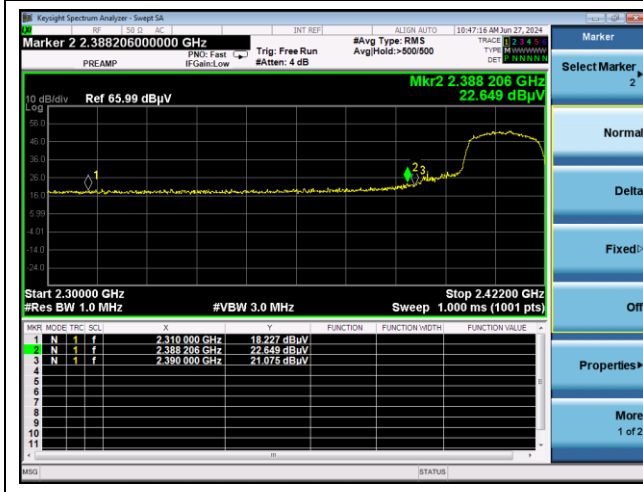 Keysight Spectrum Analyzer - Swept SA
RF 50 Ω AC INT REF ALIGN AUTO 10:47:16 AM Jun 27, 2024
Marker 2 2.388206000000 GHz
PREAMP
PNO: Fast
IFGain:Low
Trig: Free Run
#Atten: 4 dB
#Avg Type: RMS
Avg|Hold:>500/500
TRACE 1 2 3 4 5 6
TYPE M WWWWW
DET P NNNNN
Mkr2 2.388 206 GHz
22.649 dBµV
10 dB/div Ref 65.99 dBµV
Log
56.0
46.0
36.0
26.0
16.0
5.99
-4.01
-14.0
-24.0
1
2
3
Start 2.30000 GHz Stop 2.42200 GHz
#Res BW 1.0 MHz #VBW 3.0 MHz Sweep 1.000 ms (1001 pts)
MKR MODE TRC SCL X Y FUNCTION FUNCTION WIDTH FUNCTION VALUE
1 N 1 f 2.310 000 GHz 18.227 dBµV
2 N 1 f 2.388 206 GHz 22.649 dBµV
3 N 1 f 2.390 000 GHz 21.075 dBµV
4
5
6
7
8
9
10
11
MSG STATUS
Marker
Select Marker
2
Normal
Delta
Fixed
Off
Properties
More
1 of 2